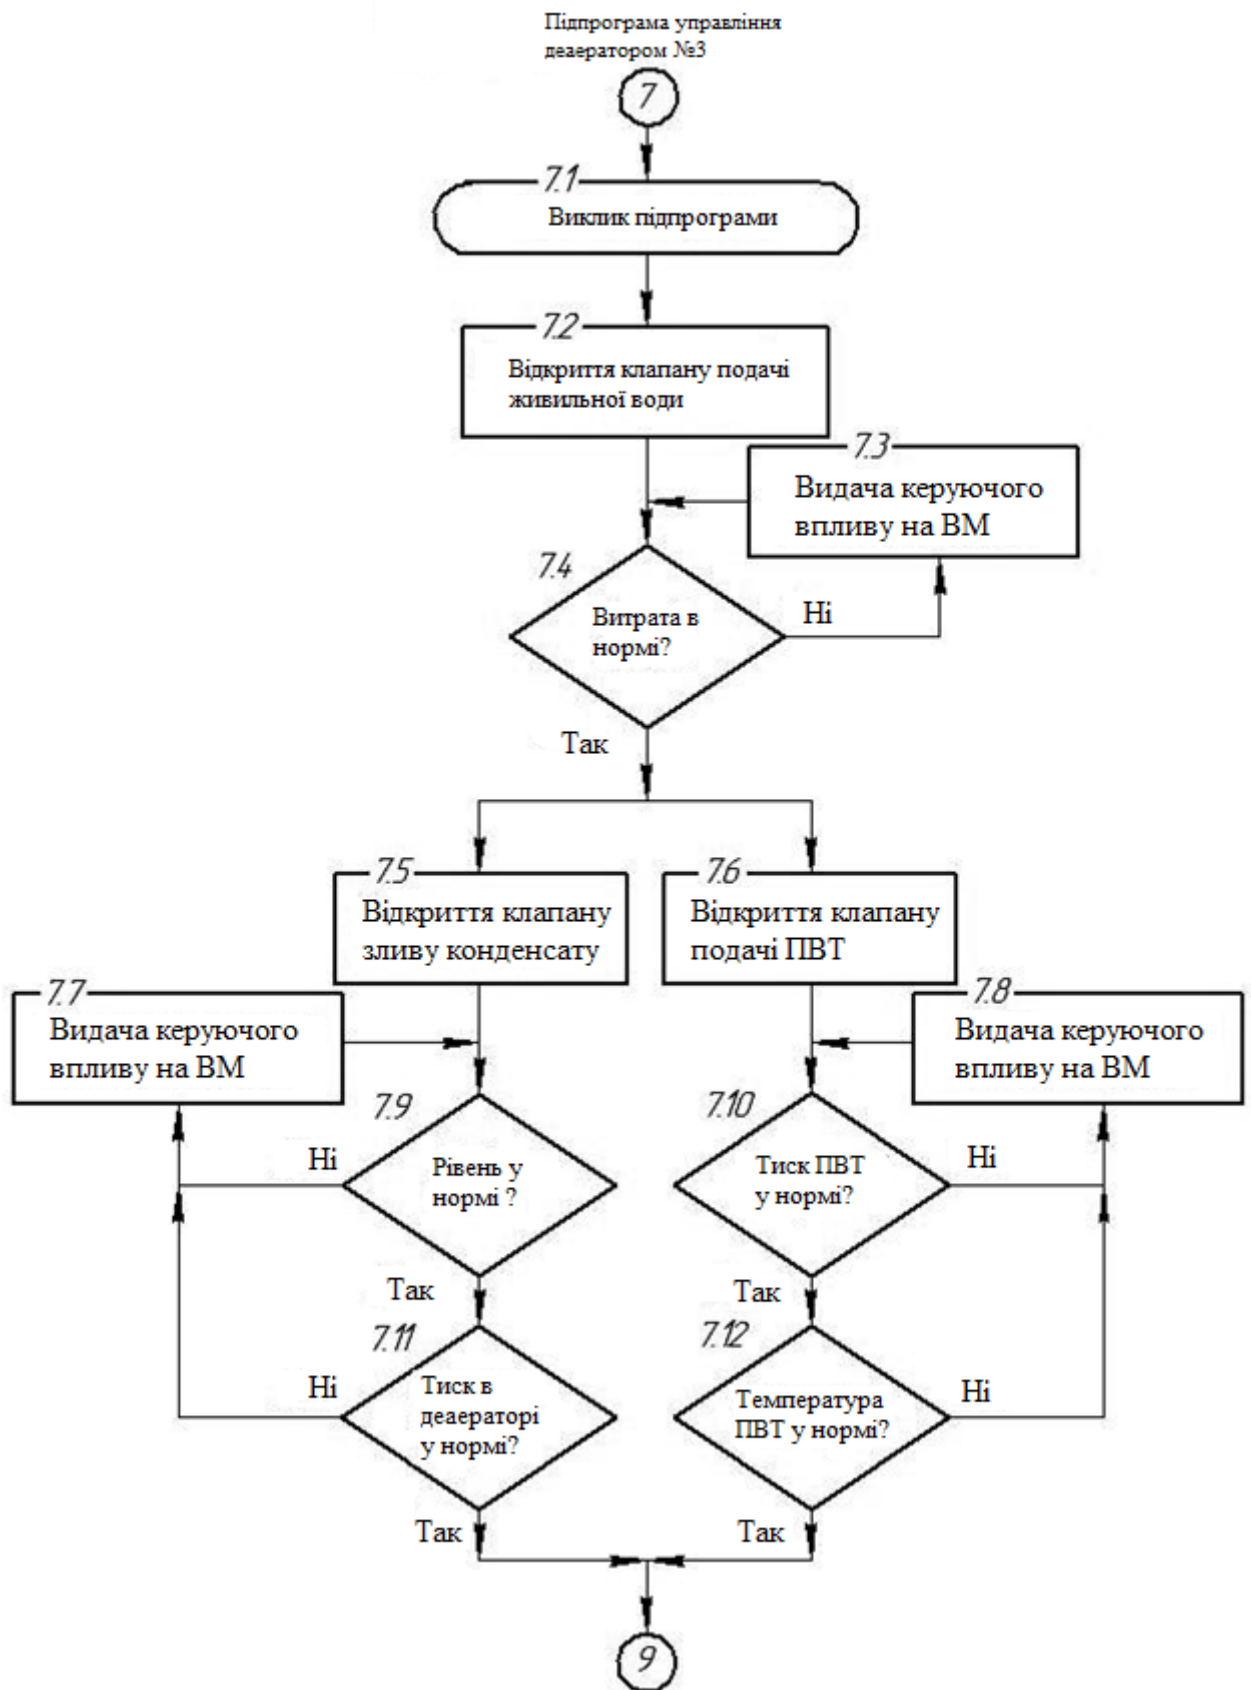 Підпрограма управління
деаератором №3
7
7.1
Виклик підпрограми
7.2
Відкриття клапану подачі
живильної води
7.3
Видача керуючого
впливу на ВМ
7.4
Витрата в
нормі?
Ні
Так
7.5
Відкриття клапану
зливу конденсату
7.6
Відкриття клапану
подачі ПВТ
7.7
Видача керуючого
впливу на ВМ
7.8
Видача керуючого
впливу на ВМ
7.9
Рівень у
нормі ?
Ні
Так
7.10
Тиск ПВТ
у нормі?
Ні
Так
7.11
Тиск в
деаераторі
у нормі?
Ні
Так
7.12
Температура
ПВТ у нормі?
Ні
Так
9